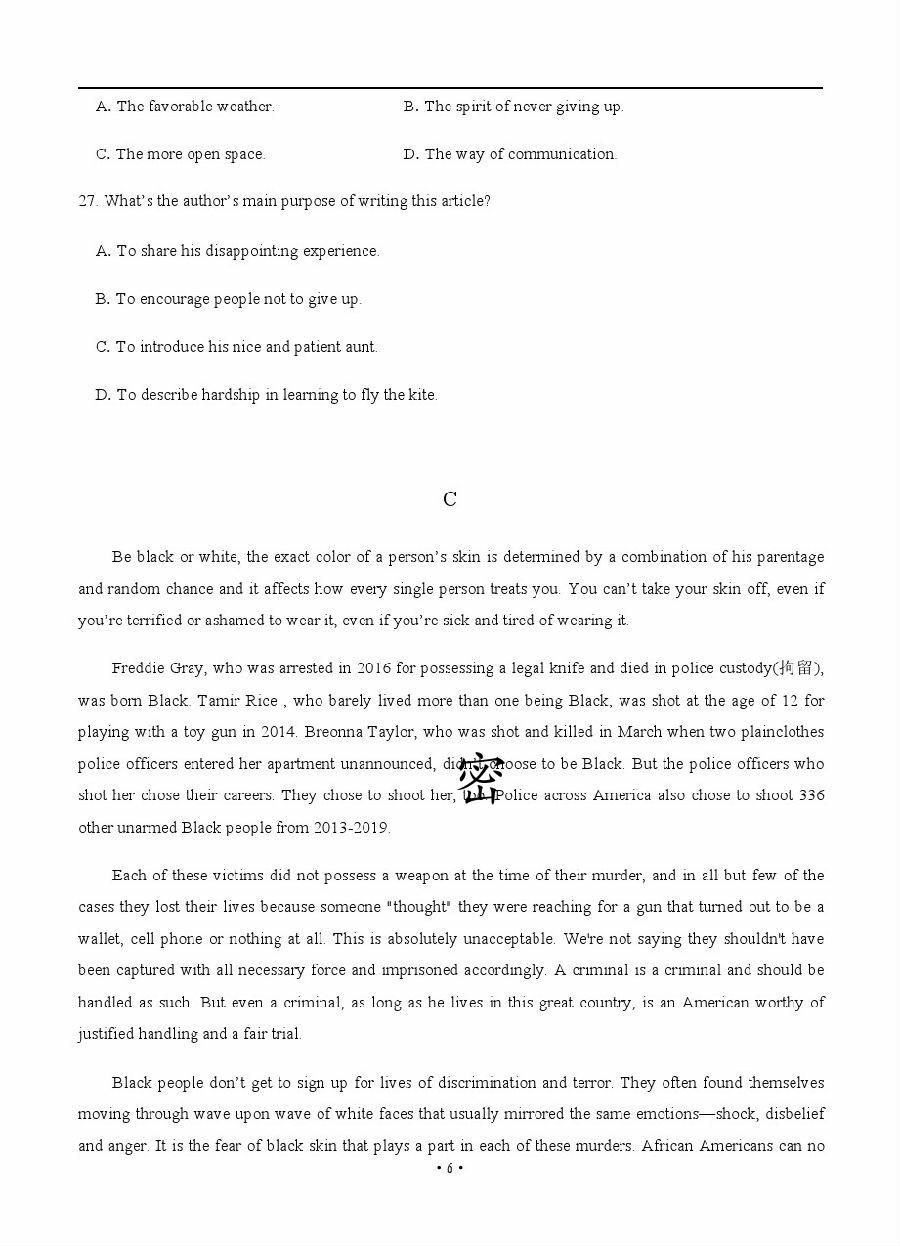 A. The favorable weather. B. The spirit of never giving up.
C. The more open space. D. The way of communication.
27. What's the author's main purpose of writing this article?
A. To share his disappointing experience.
B. To encourage people not to give up.
C. To introduce his nice and patient aunt.
D. To describe hardship in learning to fly the kite.
C
Be black or white, the exact color of a person's skin is determined by a combination of his parentage
and random chance and it affects how every single person treats you. You can't take your skin off, even if
you're terrified or ashamed to wear it, even if you're sick and tired of wearing it.
Freddie Gray, who was arrested in 2016 for possessing a legal knife and died in police custody(拘留),
was born Black. Tamir Rice , who barely lived more than one being Black, was shot at the age of 12 for
playing with a toy gun in 2014. Breonna Taylor, who was shot and killed in March when two plainclothes
police officers entered her apartment unannounced, didn't choose to be Black. But the police officers who
shot her chose their careers. They chose to shoot her, Police across America also chose to shoot 336
other unarmed Black people from 2013-2019.
密
Each of these victims did not possess a weapon at the time of their murder, and in all but few of the
cases they lost their lives because someone "thought" they were reaching for a gun that turned out to be a
wallet, cell phone or nothing at all. This is absolutely unacceptable. We're not saying they shouldn't have
been captured with all necessary force and imprisoned accordingly. A criminal is a criminal and should be
handled as such. But even a criminal, as long as he lives in this great country, is an American worthy of
justified handling and a fair trial.
Black people don't get to sign up for lives of discrimination and terror. They often found themselves
moving through wave upon wave of white faces that usually mirrored the same emotions—shock, disbelief
and anger. It is the fear of black skin that plays a part in each of these murders. African Americans can no
• 6 •